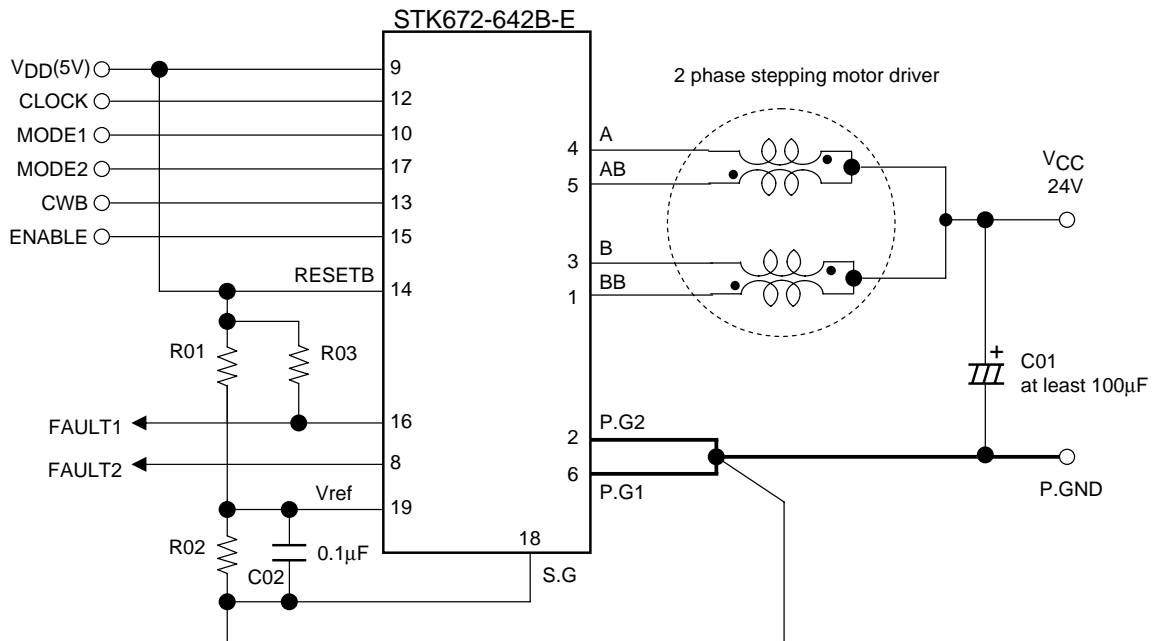 STK672-642B-E
VDD(5V)
9
CLOCK
12
MODE1
10
MODE2
17
CWB
13
ENABLE
15
RESETB
14
R01
R03
FAULT1
16
FAULT2
8
Vref
19
R02
C02
0.1µF
18
S.G
2 phase stepping motor driver
4
A
5
AB
3
B
1
BB
VCC
24V
+
C01
at least 100µF
2
P.G2
6
P.G1
P.GND